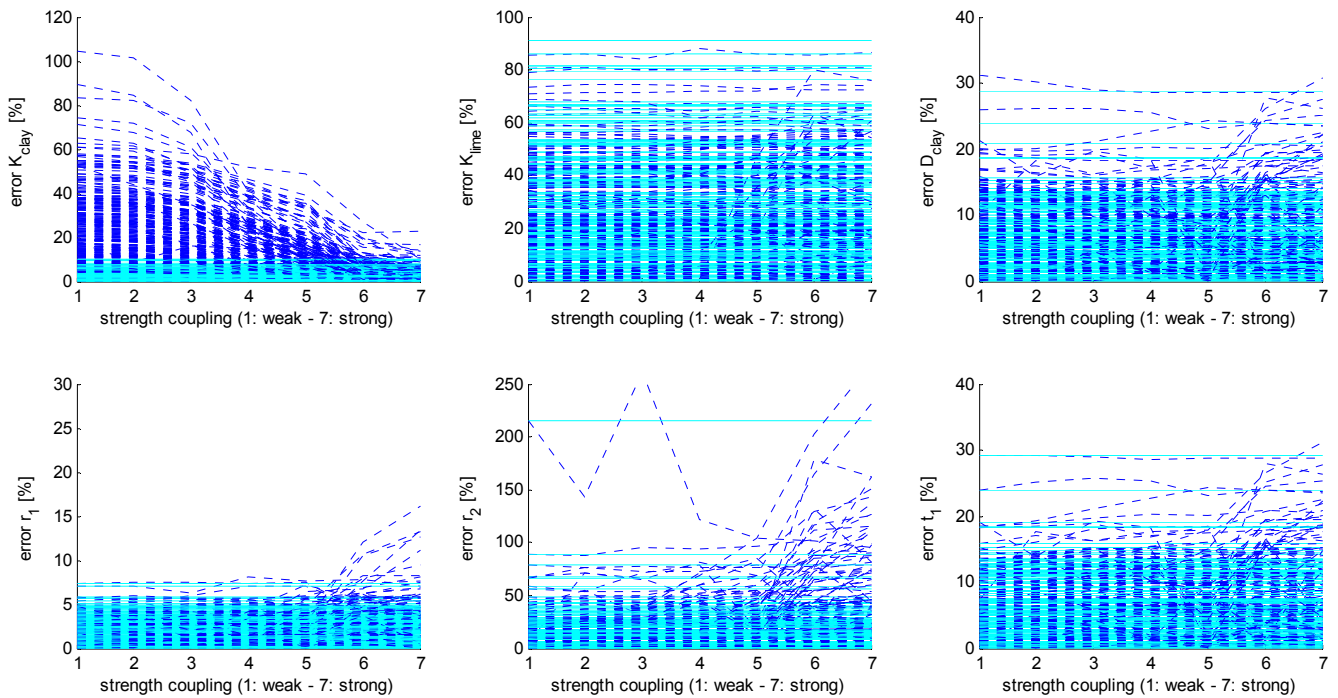 120
100
80
60
40
20
0
error K_clay [%]
1 2 3 4 5 6 7
strength coupling (1: weak - 7: strong)
100
80
60
40
20
0
error K_lime [%]
1 2 3 4 5 6 7
strength coupling (1: weak - 7: strong)
40
30
20
10
0
error D_clay [%]
1 2 3 4 5 6 7
strength coupling (1: weak - 7: strong)
30
25
20
15
10
5
0
error r_1 [%]
1 2 3 4 5 6 7
strength coupling (1: weak - 7: strong)
250
200
150
100
50
0
error r_2 [%]
1 2 3 4 5 6 7
strength coupling (1: weak - 7: strong)
40
30
20
10
0
error t_1 [%]
1 2 3 4 5 6 7
strength coupling (1: weak - 7: strong)